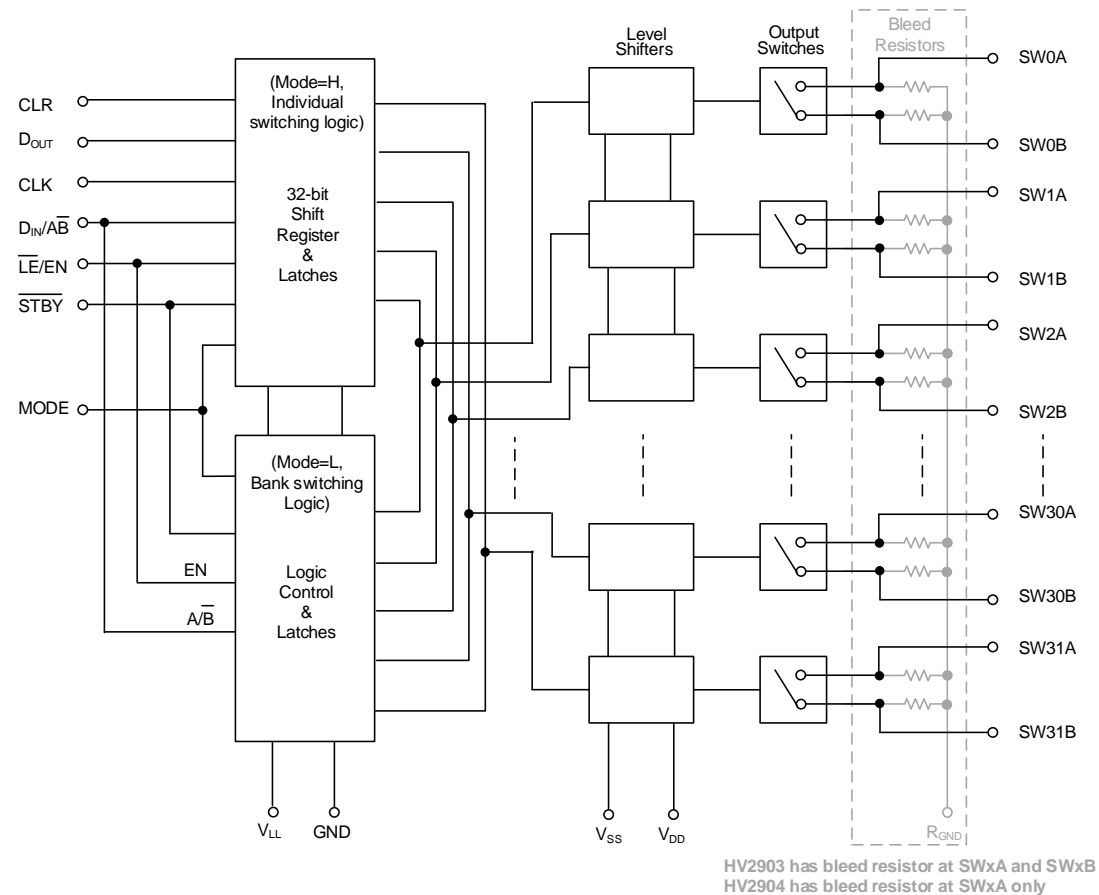 Level
Shifters
Output
Switches
Bleed
Resistors
SW0A
SW0B
SW1A
SW1B
SW2A
SW2B
SW30A
SW30B
SW31A
SW31B
CLR
DOUT
CLK
DIN/AB̅
L̅E̅/EN
S̅T̅B̅Y̅
MODE
(Mode=H,
Individual
switching logic)
32-bit
Shift
Register
&
Latches
(Mode=L,
Bank switching
Logic)
EN
A/B̅
Logic
Control
&
Latches
VLL
GND
VSS
VDD
RGND
HV2903 has bleed resistor at SWxA and SWxB
HV2904 has bleed resistor at SWxA only